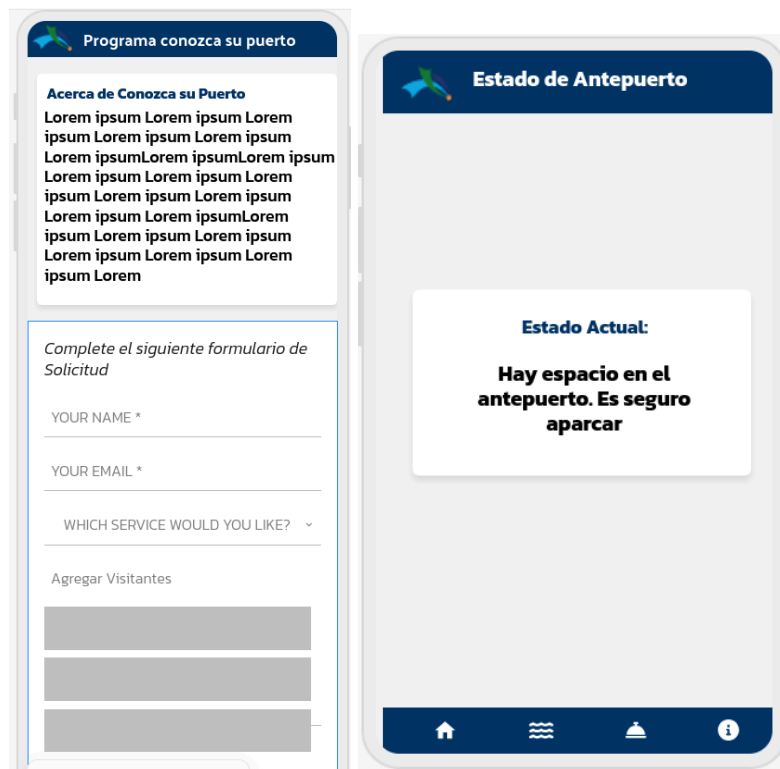 Programa conozca su puerto
Acerca de Conozca su Puerto
Lorem ipsum Lorem ipsum Lorem
ipsum Lorem ipsum Lorem ipsum
Lorem ipsumLorem ipsumLorem ipsum
Lorem ipsum Lorem ipsum Lorem
ipsum Lorem ipsum Lorem ipsum
Lorem ipsum Lorem ipsumLorem
ipsum Lorem ipsum Lorem ipsum
Lorem ipsum Lorem ipsum Lorem
ipsum Lorem
Complete el siguiente formulario de
Solicitud
YOUR NAME *
YOUR EMAIL *
WHICH SERVICE WOULD YOU LIKE?
Agregar Visitantes
Estado de Antepuerto
Estado Actual:
Hay espacio en el
antepuerto. Es seguro
aparcar